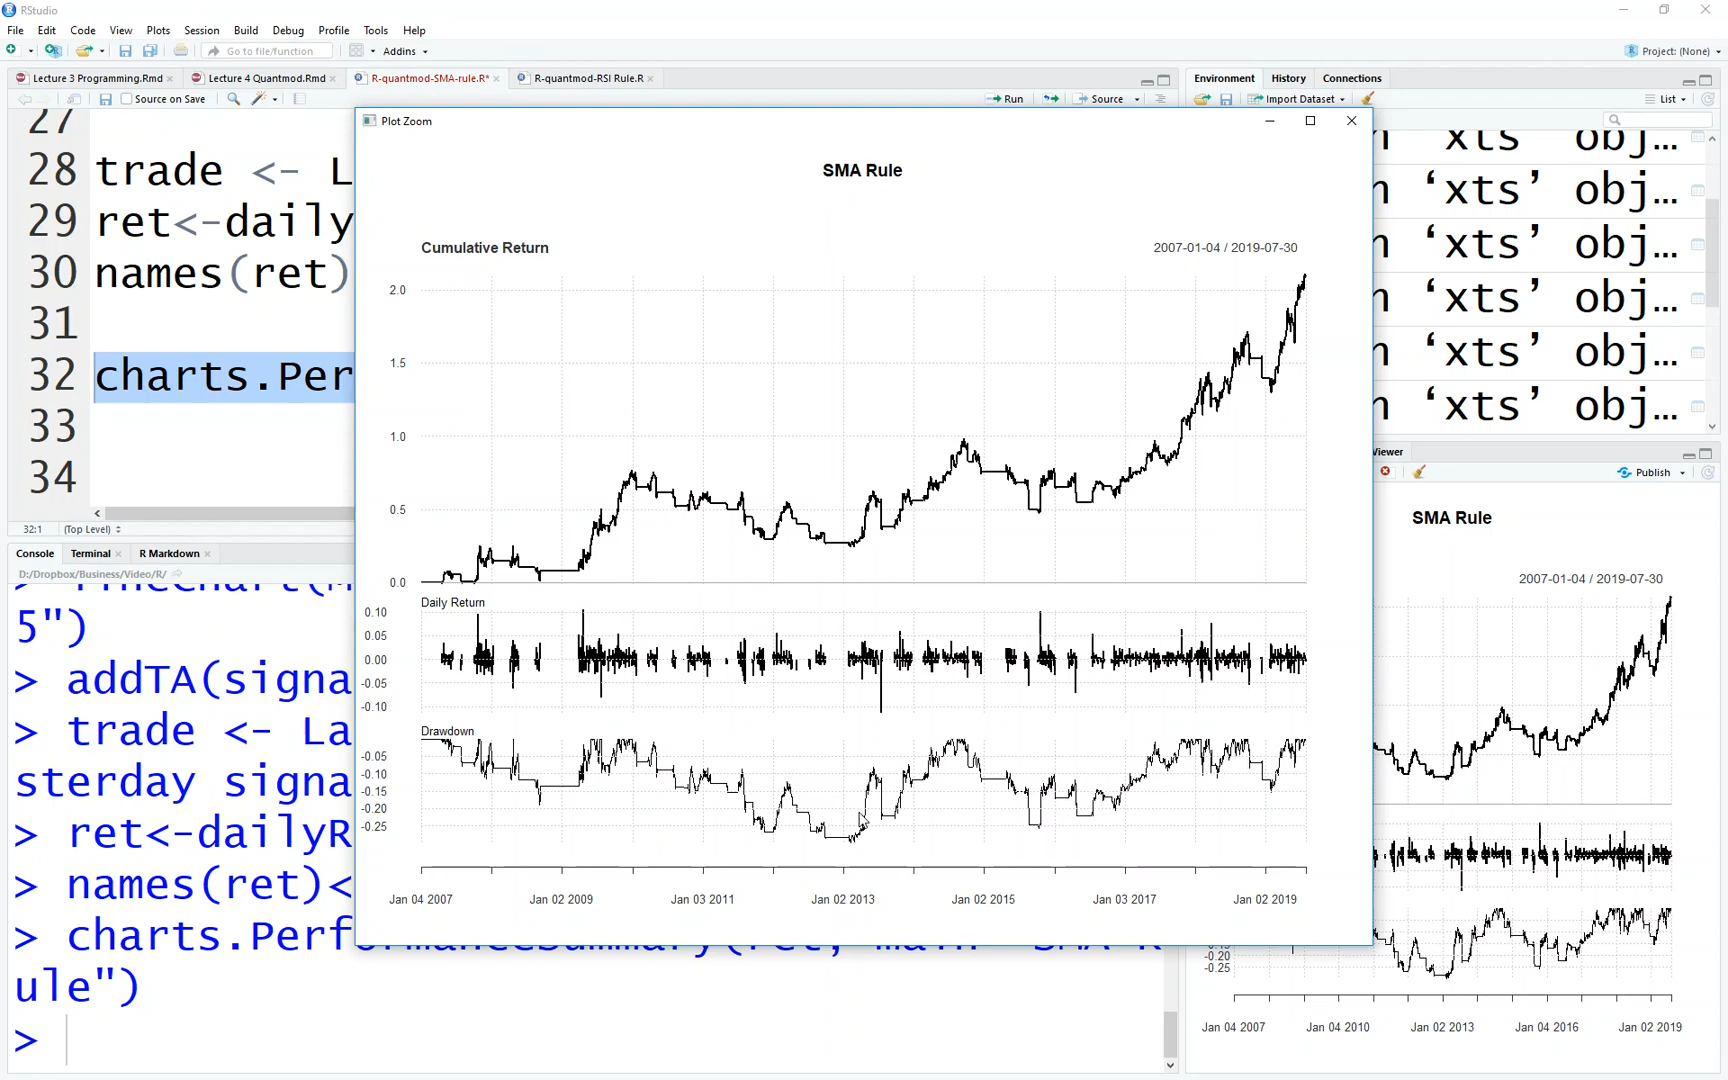 RStudio
File Edit Code View Plots Session Build Debug Profile Tools Help
Go to file/function Addins Project: (None)
Lecture 3 Programming.Rmd Lecture 4 Quantmod.Rmd R-quantmod-SMA-rule.R* R-quantmod-RSI Rule.R
Source on Save Run Source
27
28 trade <- L
29 ret<-daily
30 names(ret)
31
32 charts.Per
33
34
32:1 (Top Level)
Console Terminal R Markdown
D:/Dropbox/Business/Video/R/
5")
> addTA(signa
> trade <- La
sterday signa
> ret<-dailyR
> names(ret)<
> charts.PerformanceSummary(ret, main="SMA R
ule")
>
Plot Zoom
SMA Rule
Cumulative Return 2007-01-04 / 2019-07-30
2.0
1.5
1.0
0.5
0.0
Daily Return
0.10
0.05
0.00
-0.05
-0.10
Drawdown
-0.05
-0.10
-0.15
-0.20
-0.25
Jan 04 2007 Jan 02 2009 Jan 03 2011 Jan 02 2013 Jan 02 2015 Jan 03 2017 Jan 02 2019
Environment History Connections
Import Dataset List
n ‘xts’ obj…
n ‘xts’ obj…
n ‘xts’ obj…
n ‘xts’ obj…
n ‘xts’ obj…
n ‘xts’ obj…
Viewer
Publish
SMA Rule
2007-01-04 / 2019-07-30
-0.20
-0.25
Jan 04 2007 Jan 04 2010 Jan 02 2013 Jan 04 2016 Jan 02 2019